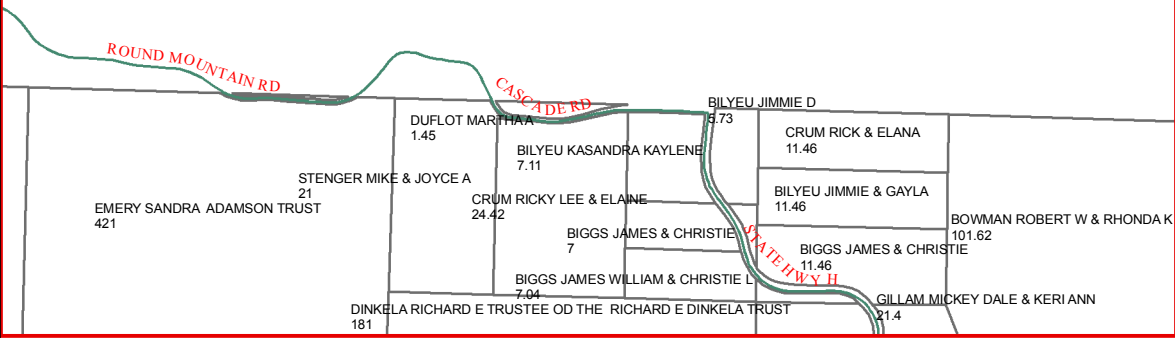 ROUND MOUNTAIN RD
CASCADE RD
BILYEU JIMMIE D
5.73
DUFLOT MARTHA A
1.45
CRUM RICK & ELANA
11.46
BILYEU KASANDRA KAYLENE
7.11
STENGER MIKE & JOYCE A
21
BILYEU JIMMIE & GAYLA
11.46
CRUM RICKY LEE & ELAINE
24.42
EMERY SANDRA ADAMSON TRUST
421
BOWMAN ROBERT W & RHONDA K
101.62
BIGGS JAMES & CHRISTIE
7
STATE HWY H
BIGGS JAMES & CHRISTIE
11.46
BIGGS JAMES WILLIAM & CHRISTIE L
7.04
GILLAM MICKEY DALE & KERI ANN
21.4
DINKELA RICHARD E TRUSTEE OD THE RICHARD E DINKELA TRUST
181